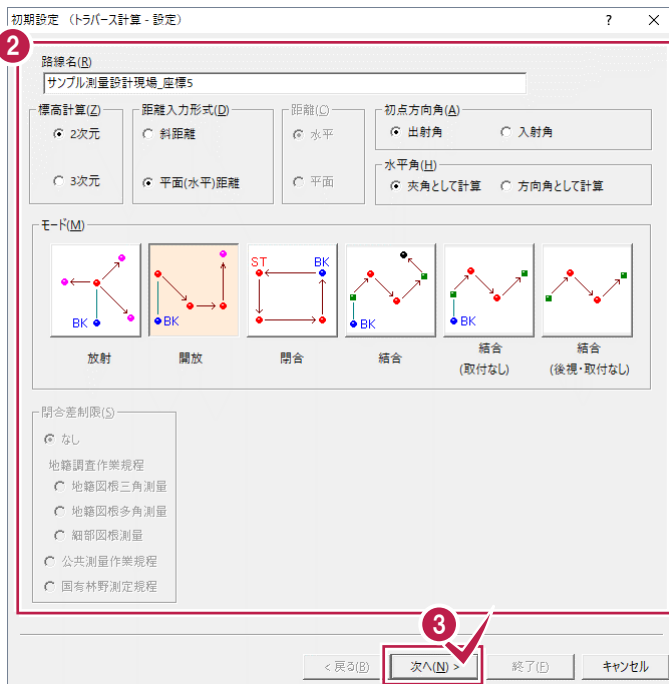 初期設定 （トラバース計算 - 設定）
? ×
2
路線名(R)
サンプル測量設計現場_座標5
標高計算(Z)
2次元
3次元
距離入力形式(D)
斜距離
平面(水平)距離
距離(C)
水平
平面
初点方向角(A)
出射角 入射角
水平角(H)
夾角として計算 方向角として計算
モード(M)
BK
放射
BK
開放
ST BK
閉合
BK
結合
BK
結合
(取付なし)
結合
(後視・取付なし)
閉合差制限(S)
なし
地籍調査作業規程
地籍図根三角測量
地籍図根多角測量
細部図根測量
公共測量作業規程
国有林野測定規程
3
< 戻る(B) 次へ(N) > 終了(F) キャンセル